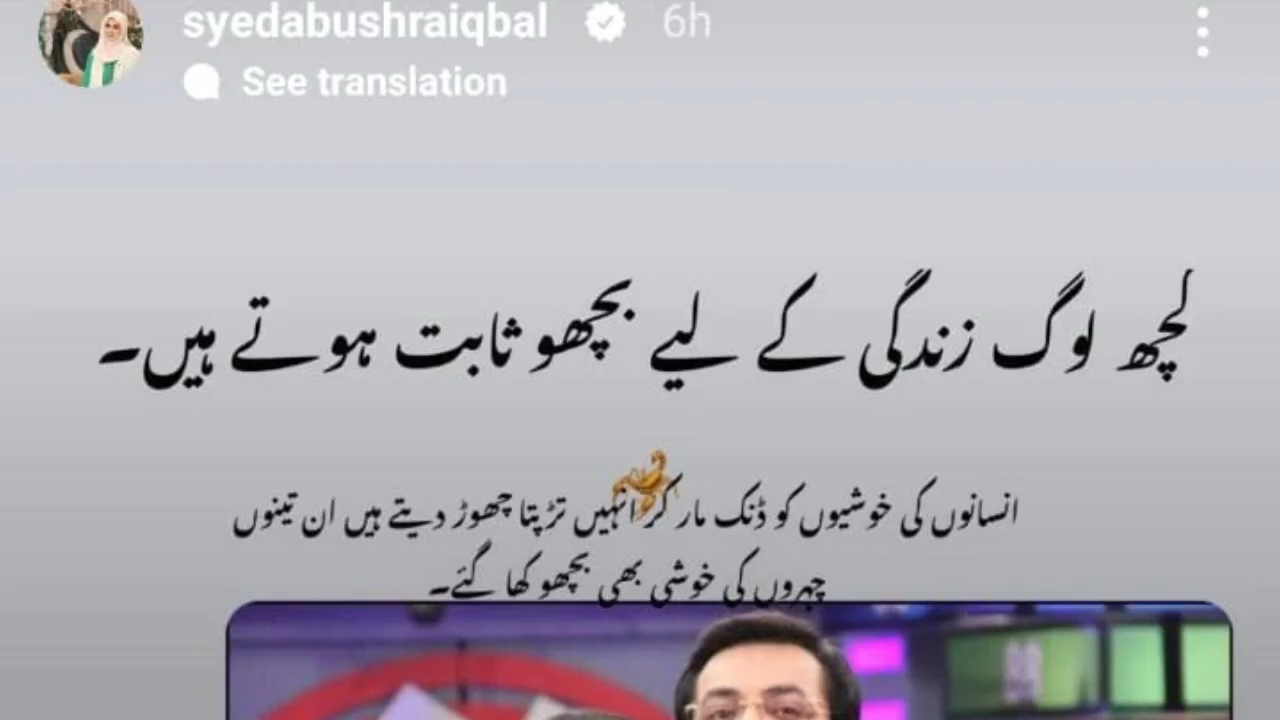 syedabushraiqbal 6h
See translation
کچھ لوگ زندگی کے لیے بچھو ثابت ہوتے ہیں۔
انسانوں کی خوشیوں کو ڈنک مار کر انہیں تڑپتا چھوڑ دیتے ہیں ان تینوں
چہروں کی خوشی بھی بچھو کھا گئے۔